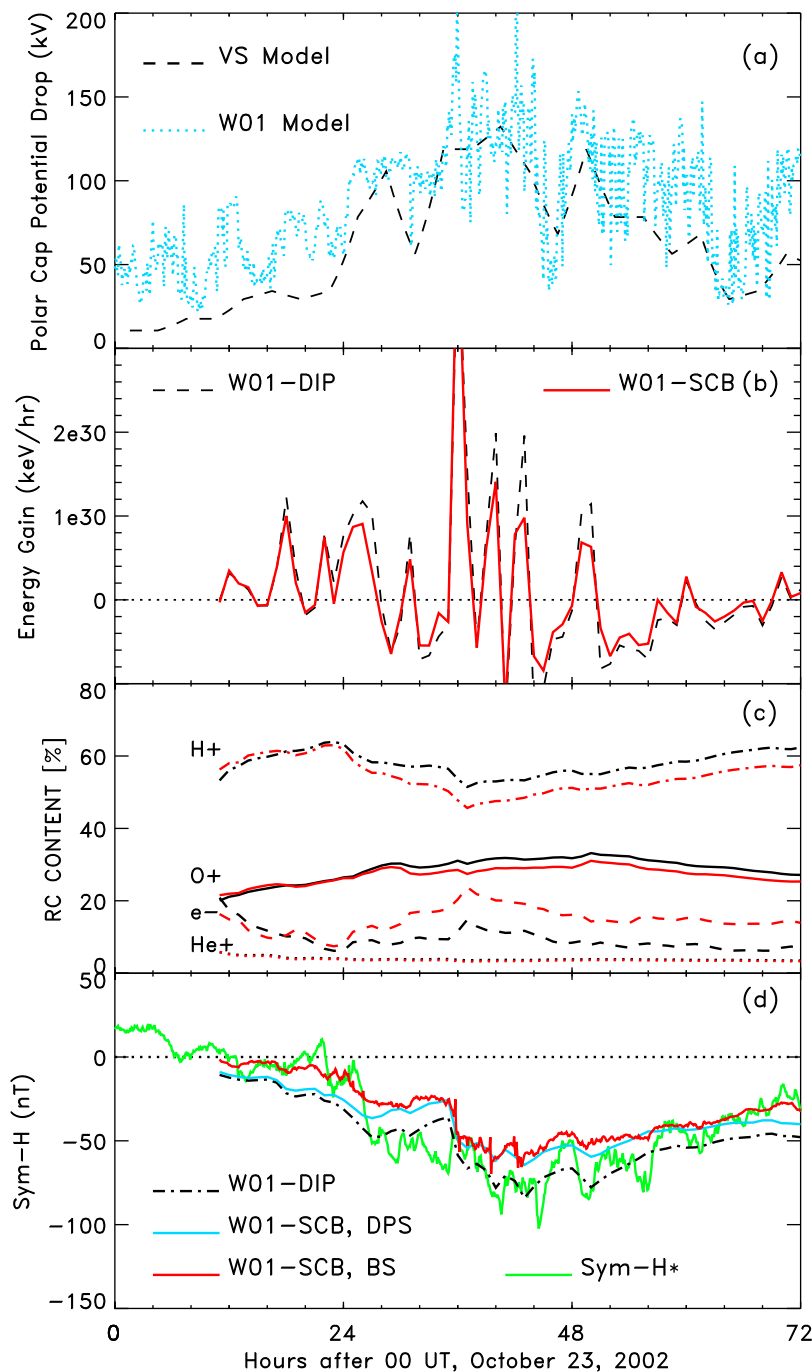 Polar Cap Potential Drop (kV)
200
150
100
50
0
VS Model
W01 Model
(a)
Energy Gain (keV/hr)
2e30
1e30
0
W01-DIP
W01-SCB (b)
RC CONTENT [%]
80
60
40
20
0
(c)
H+
O+
e-
He+
Sym-H (nT)
50
0
-50
-100
-150
(d)
W01-DIP
W01-SCB, DPS
W01-SCB, BS
Sym-H*
0 24 48 72
Hours after 00 UT, October 23, 2002